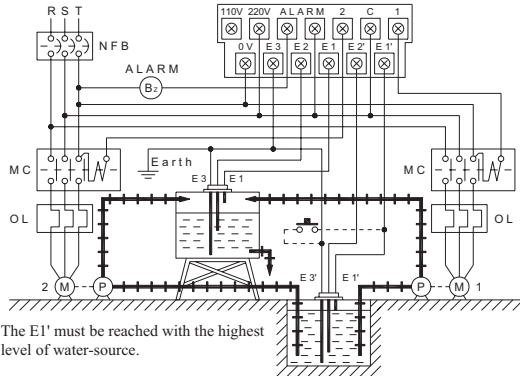 R S T
110V 220V A L A R M 2 C 1
NFB
0V E3 E2 E1 E2' E1'
ALARM
B2
Earth
MC
E3 E1
MC
OL
OL
E3' E1'
2 M P
P M 1
The E1' must be reached with the highest
level of water-source.